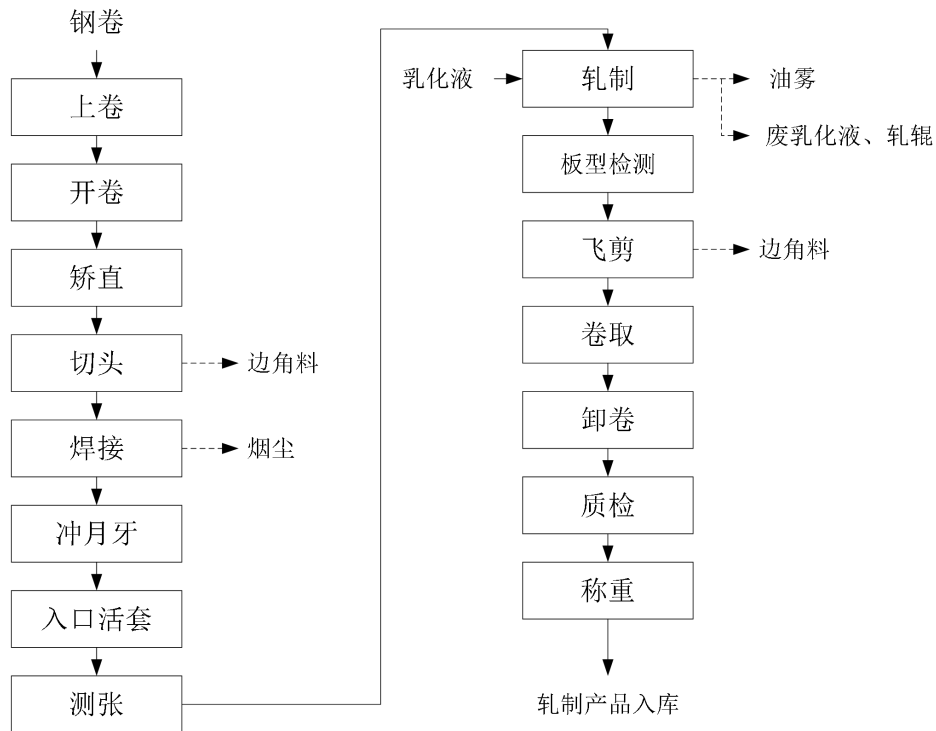 钢卷
上卷
开卷
矫直
切头
边角料
焊接
烟尘
冲月牙
入口活套
测张
乳化液
轧制
油雾
废乳化液、轧辊
板型检测
飞剪
边角料
卷取
卸卷
质检
称重
轧制产品入库